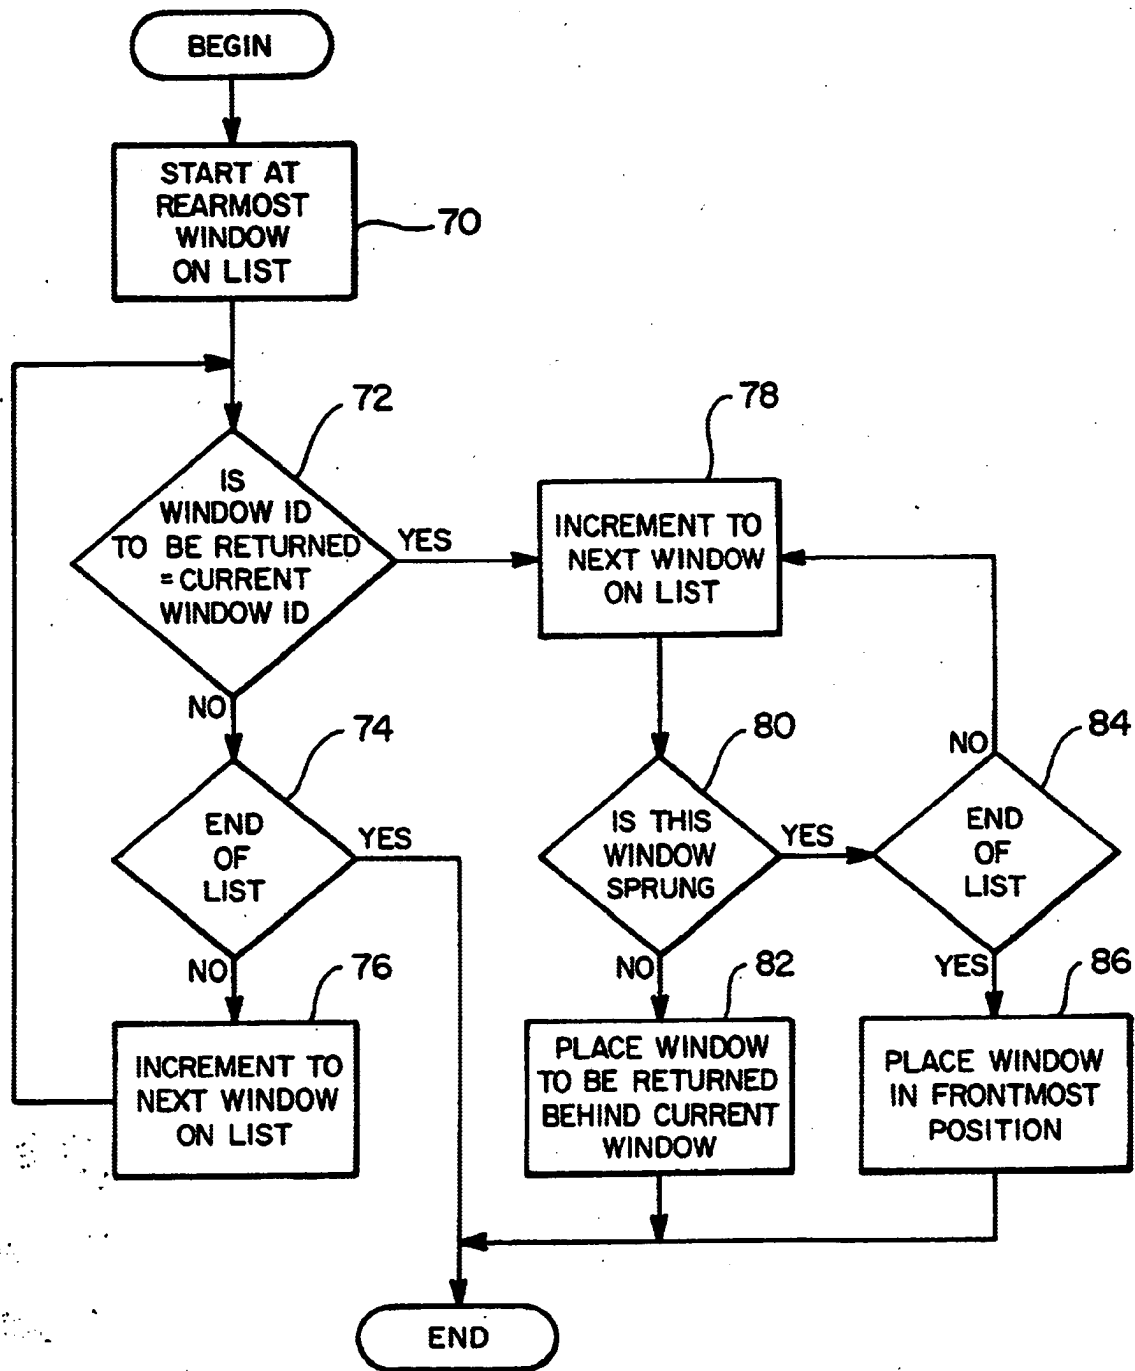 BEGIN
START AT
REARMOST
WINDOW
ON LIST
70
72
IS
WINDOW ID
TO BE RETURNED
=CURRENT
WINDOW ID
YES
NO
74
END
OF
LIST
YES
NO
76
INCREMENT TO
NEXT WINDOW
ON LIST
78
INCREMENT TO
NEXT WINDOW
ON LIST
80
IS THIS
WINDOW
SPRUNG
YES
NO
82
PLACE WINDOW
TO BE RETURNED
BEHIND CURRENT
WINDOW
84
NO
END
OF
LIST
YES
86
PLACE WINDOW
IN FRONTMOST
POSITION
END